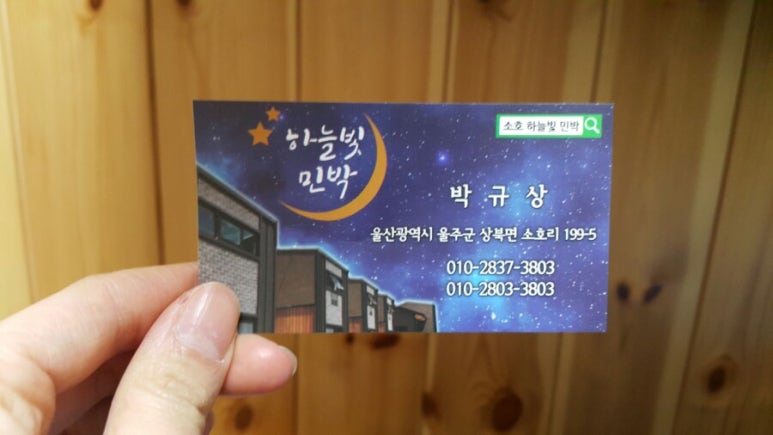 하늘빛
민박
소호 하늘빛 민박
박 규 상
울산광역시 울주군 상북면 소호리 199-5
010-2837-3803
010-2803-3803